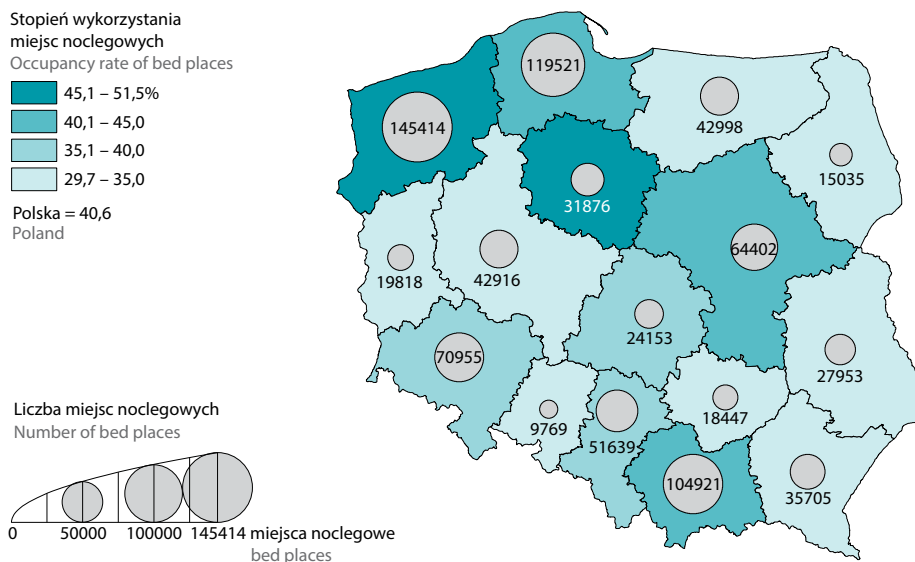 Stopień wykorzystania
miejsc noclegowych
Occupancy rate of bed places
45,1 – 51,5%
40,1 – 45,0
35,1 – 40,0
29,7 – 35,0
Polska = 40,6
Poland
119521
145414
42998
15035
31876
64402
19818
42916
24153
70955
27953
18447
9769
51639
104921
35705
Liczba miejsc noclegowych
Number of bed places
0 50000 100000 145414 miejsca noclegowe
bed places